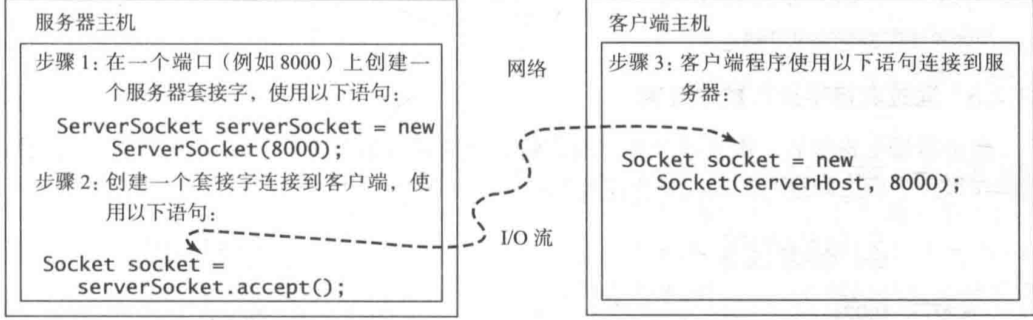 服务器主机
步骤 1：在一个端口（例如 8000）上创建一
个服务器套接字，使用以下语句：
ServerSocket serverSocket = new
ServerSocket(8000);
步骤 2：创建一个套接字连接到客户端，使
用以下语句：
Socket socket =
serverSocket.accept();
网络
I/O 流
客户端主机
步骤 3：客户端程序使用以下语句连接到服
务器：
Socket socket = new
Socket(serverHost, 8000);